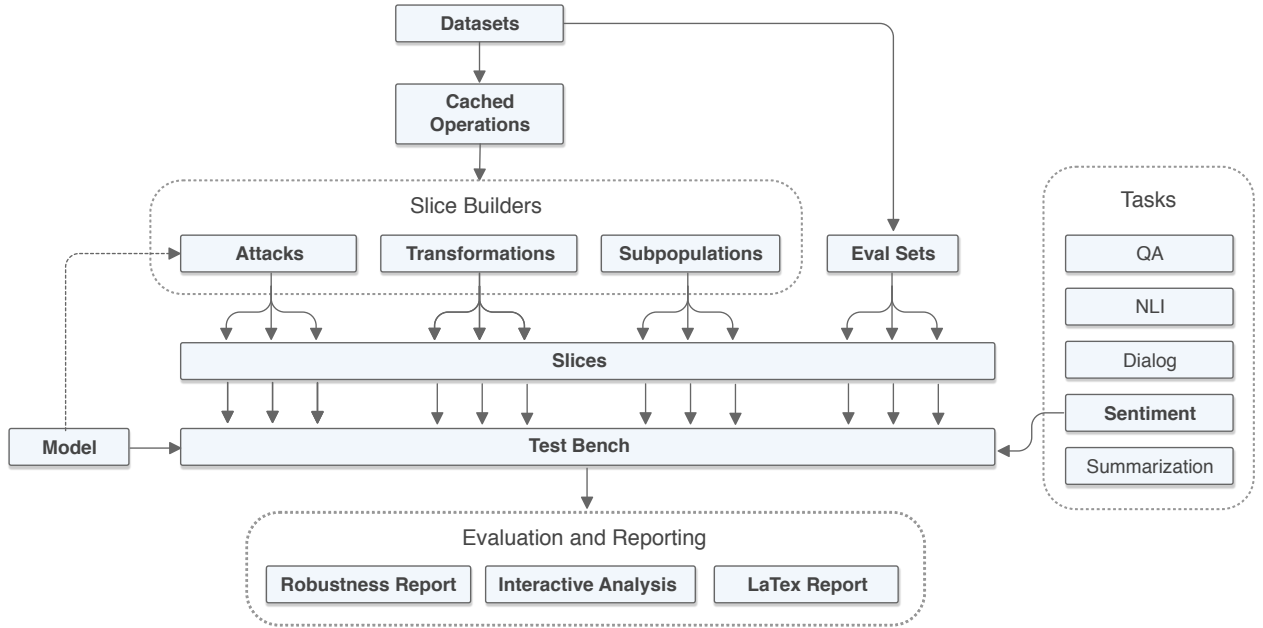 Datasets
Cached
Operations
Slice Builders
Tasks
Attacks
Transformations
Subpopulations
Eval Sets
QA
NLI
Slices
Dialog
Sentiment
Model
Test Bench
Summarization
Evaluation and Reporting
Robustness Report
Interactive Analysis
LaTex Report